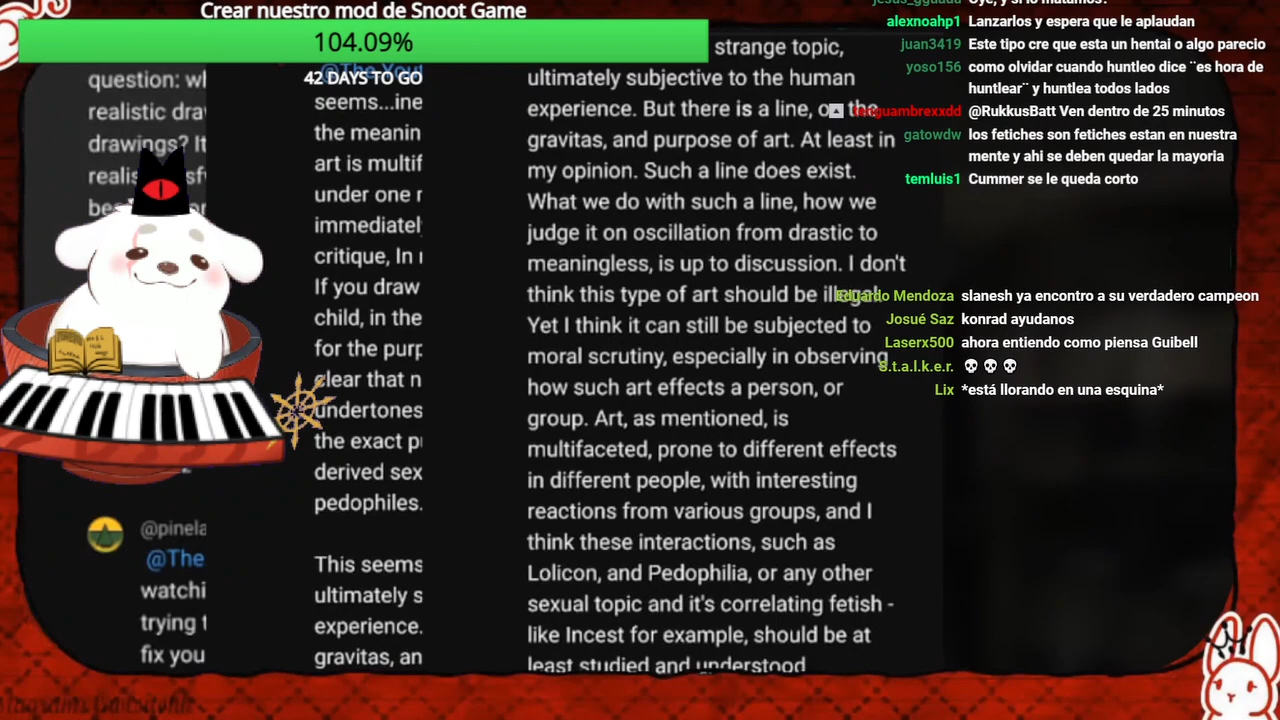 Crear nuestro mod de Snoot Game
104.09%
42 DAYS TO GO
question: wh
realistic dra
drawings? It
realis
@pinela
@The
watchi
trying t
fix you
@The You
seems...ine
the meanin
art is multif
under one r
immediately
critique, In
If you draw
child, in the
for the purp
clear that n
undertones
the exact p
derived sex
pedophiles.
This seems
ultimately s
experience.
gravitas, an
strange topic,
ultimately subjective to the human
experience. But there is a line, on the
gravitas, and purpose of art. At least in
my opinion. Such a line does exist.
What we do with such a line, how we
judge it on oscillation from drastic to
meaningless, is up to discussion. I don't
think this type of art should be illegal.
Yet I think it can still be subjected to
moral scrutiny, especially in observing
how such art effects a person, or
group. Art, as mentioned, is
multifaceted, prone to different effects
in different people, with interesting
reactions from various groups, and I
think these interactions, such as
Lolicon, and Pedophilia, or any other
sexual topic and it's correlating fetish -
like Incest for example, should be at
least studied and understood
alexnoahp1 Lanzarlos y espera que le aplaudan
juan3419 Este tipo cre que esta un hentai o algo parecio
yoso156 como olvidar cuando huntleo dice ¨es hora de
huntlear¨ y huntlea todos lados
@RukkusBatt Ven dentro de 25 minutos
gatowdw los fetiches son fetiches estan en nuestra
mente y ahi se deben quedar la mayoria
temluis1 Cummer se le queda corto
Eduardo Mendoza slanesh ya encontro a su verdadero campeon
Josué Saz konrad ayudanos
Laserx500 ahora entiendo como piensa Guibell
S.t.a.l.k.e.r. 💀 💀 💀
Lix *está llorando en una esquina*